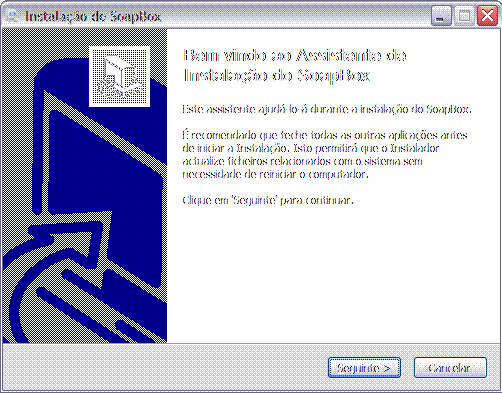 Instalação de SoapBox
Bem vindo ao Assistente de
Instalação do SoapBox
Este assistente ajudá-lo-á durante a instalação do SoapBox.
É recomendado que feche todas as outras aplicações antes
de iniciar a Instalação. Isto permitirá que o Instalador
actualize ficheiros relacionados com o sistema sem
necessidade de reiniciar o computador.
Clique em 'Seguinte' para continuar.
Seguinte >
Cancelar